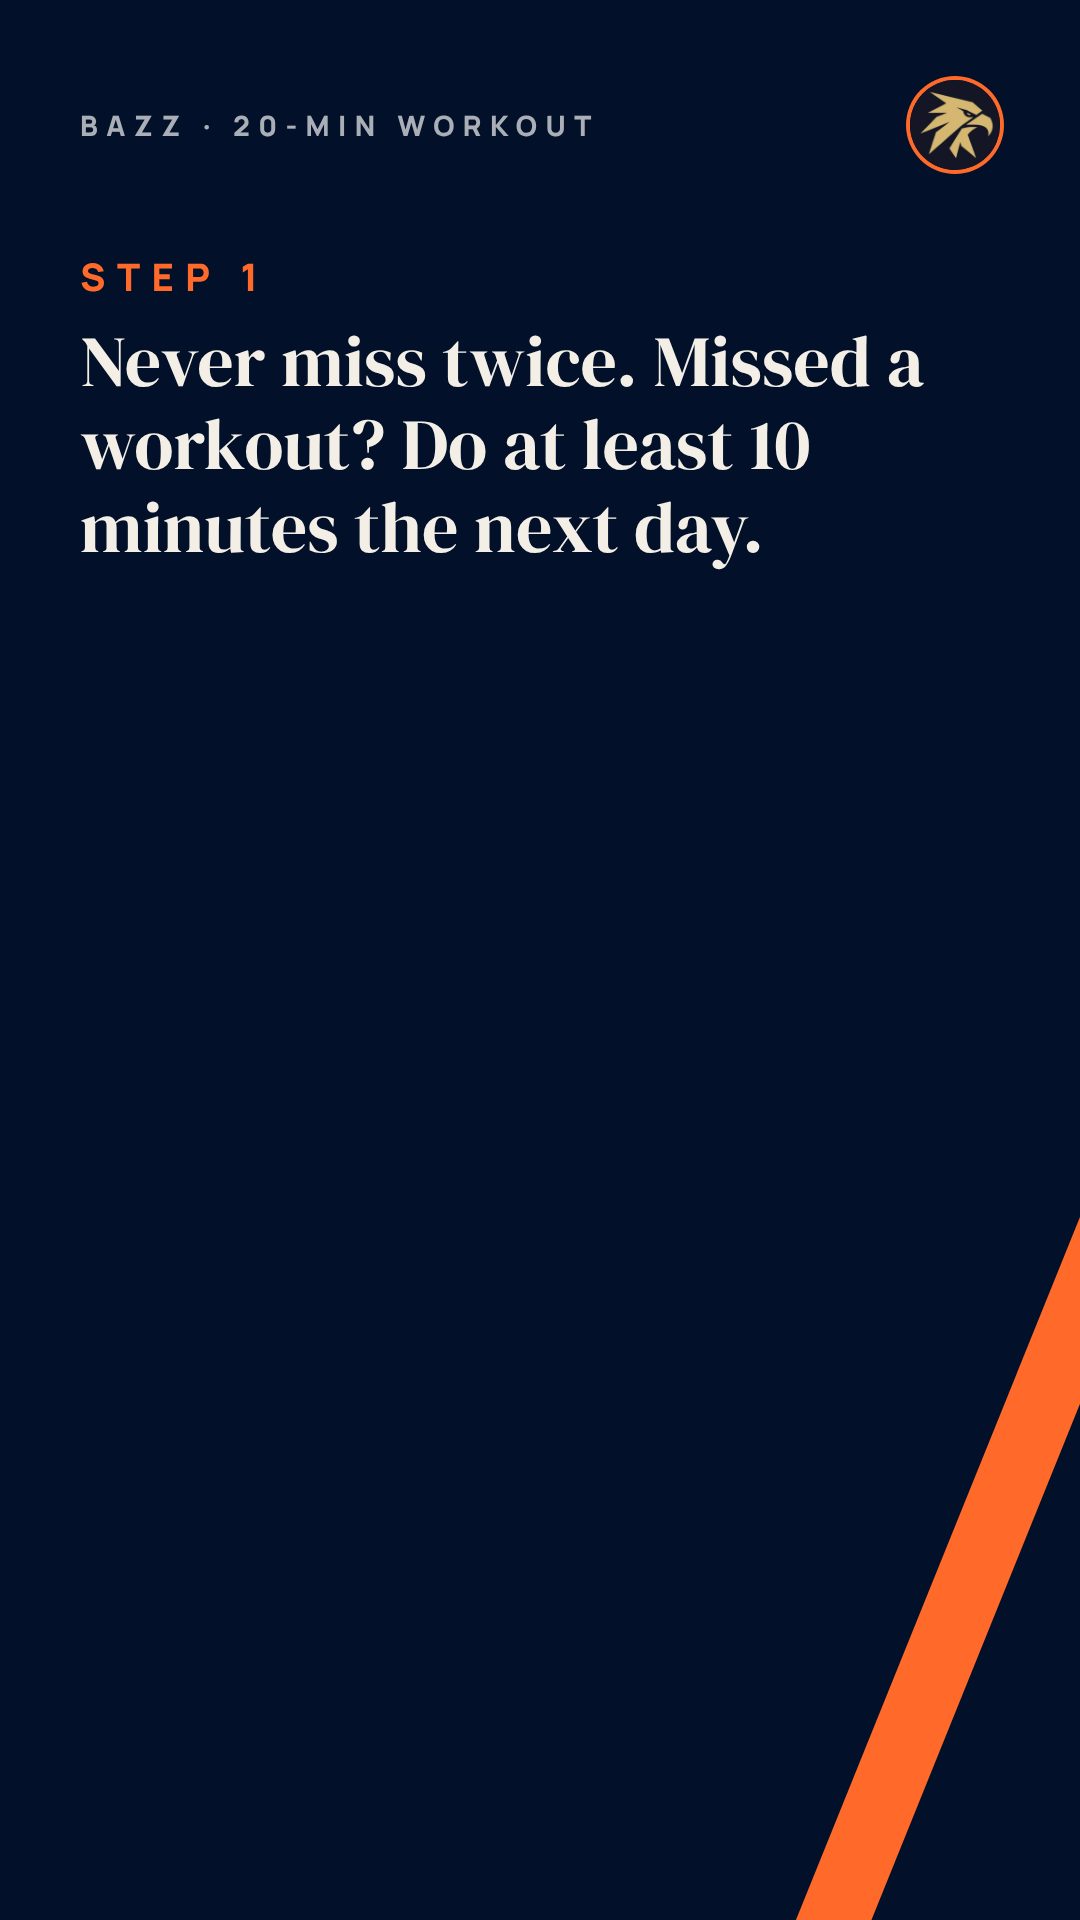 BAZZ · 20-MIN WORKOUT
STEP 1
Never miss twice. Missed a
workout? Do at least 10
minutes the next day.